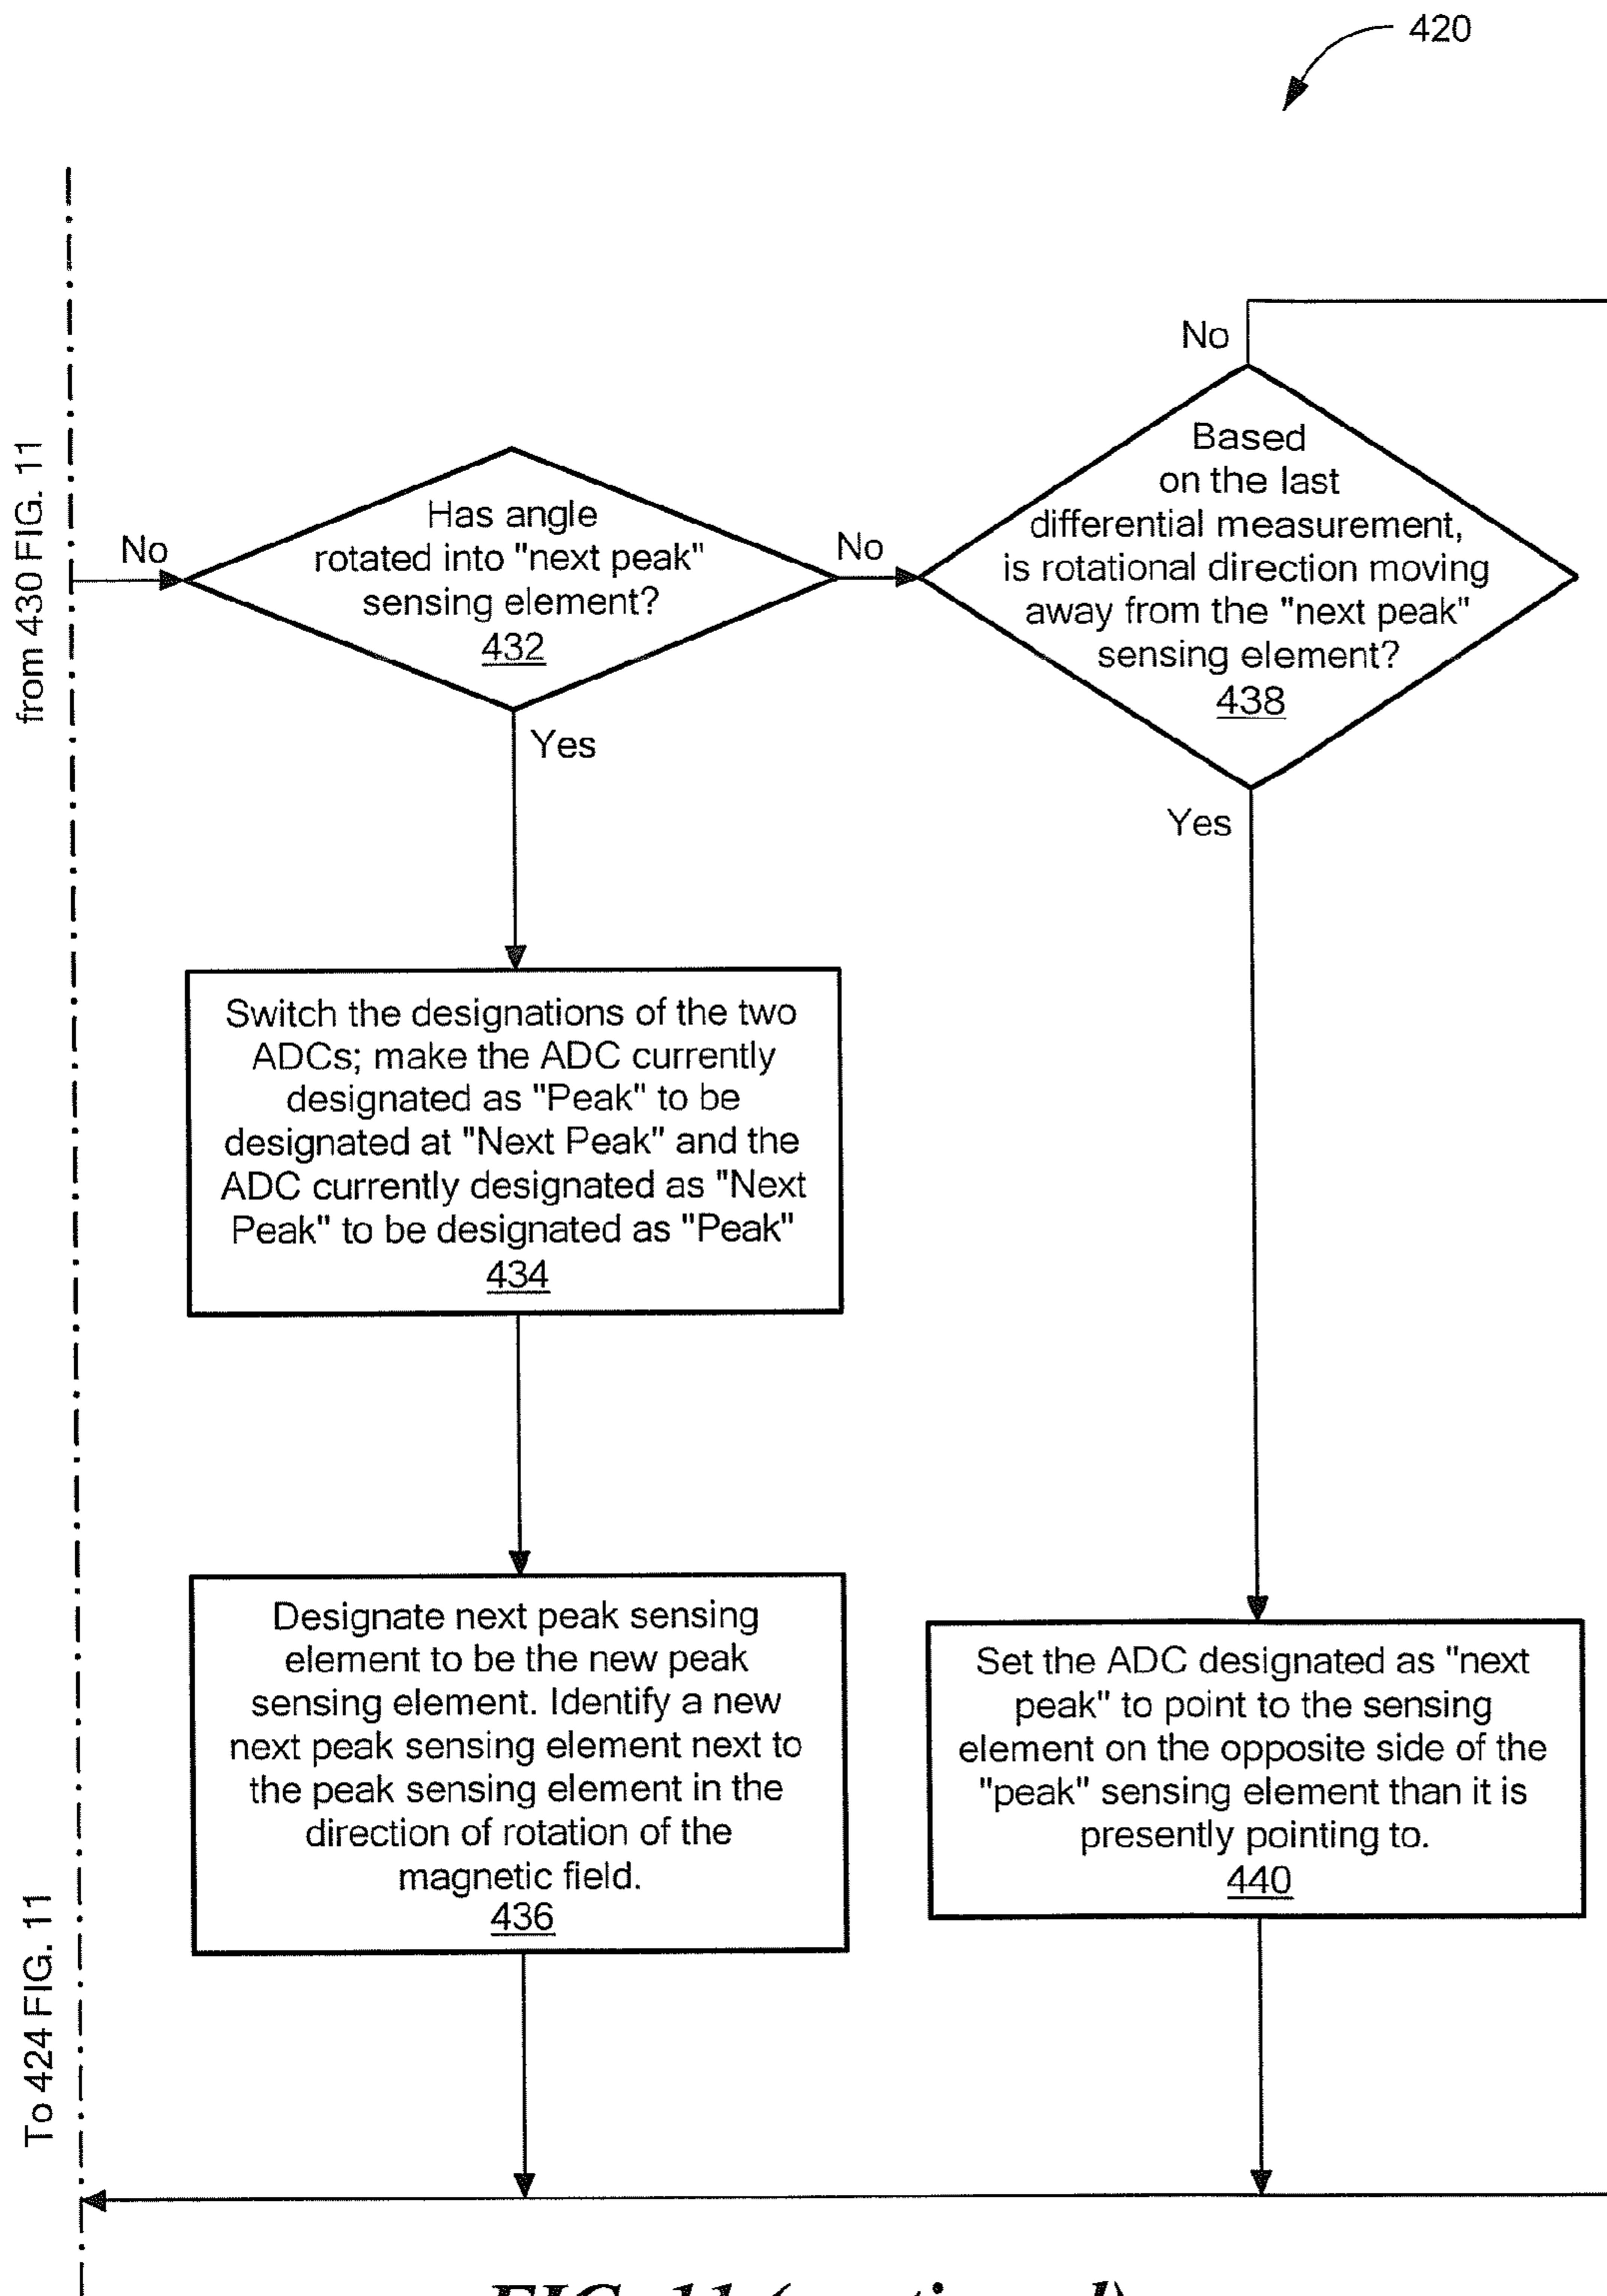 420
from 430 FIG. 11
No
Has angle
rotated into "next peak"
sensing element?
432
No
Yes
No
Based
on the last
differential measurement,
is rotational direction moving
away from the "next peak"
sensing element?
438
Yes
Switch the designations of the two
ADCs; make the ADC currently
designated as "Peak" to be
designated at "Next Peak" and the
ADC currently designated as "Next
Peak" to be designated as "Peak"
434
Designate next peak sensing
element to be the new peak
sensing element. Identify a new
next peak sensing element next to
the peak sensing element in the
direction of rotation of the
magnetic field.
436
Set the ADC designated as "next
peak" to point to the sensing
element on the opposite side of the
"peak" sensing element than it is
presently pointing to.
440
To 424 FIG. 11
FIG. 11 (continued)